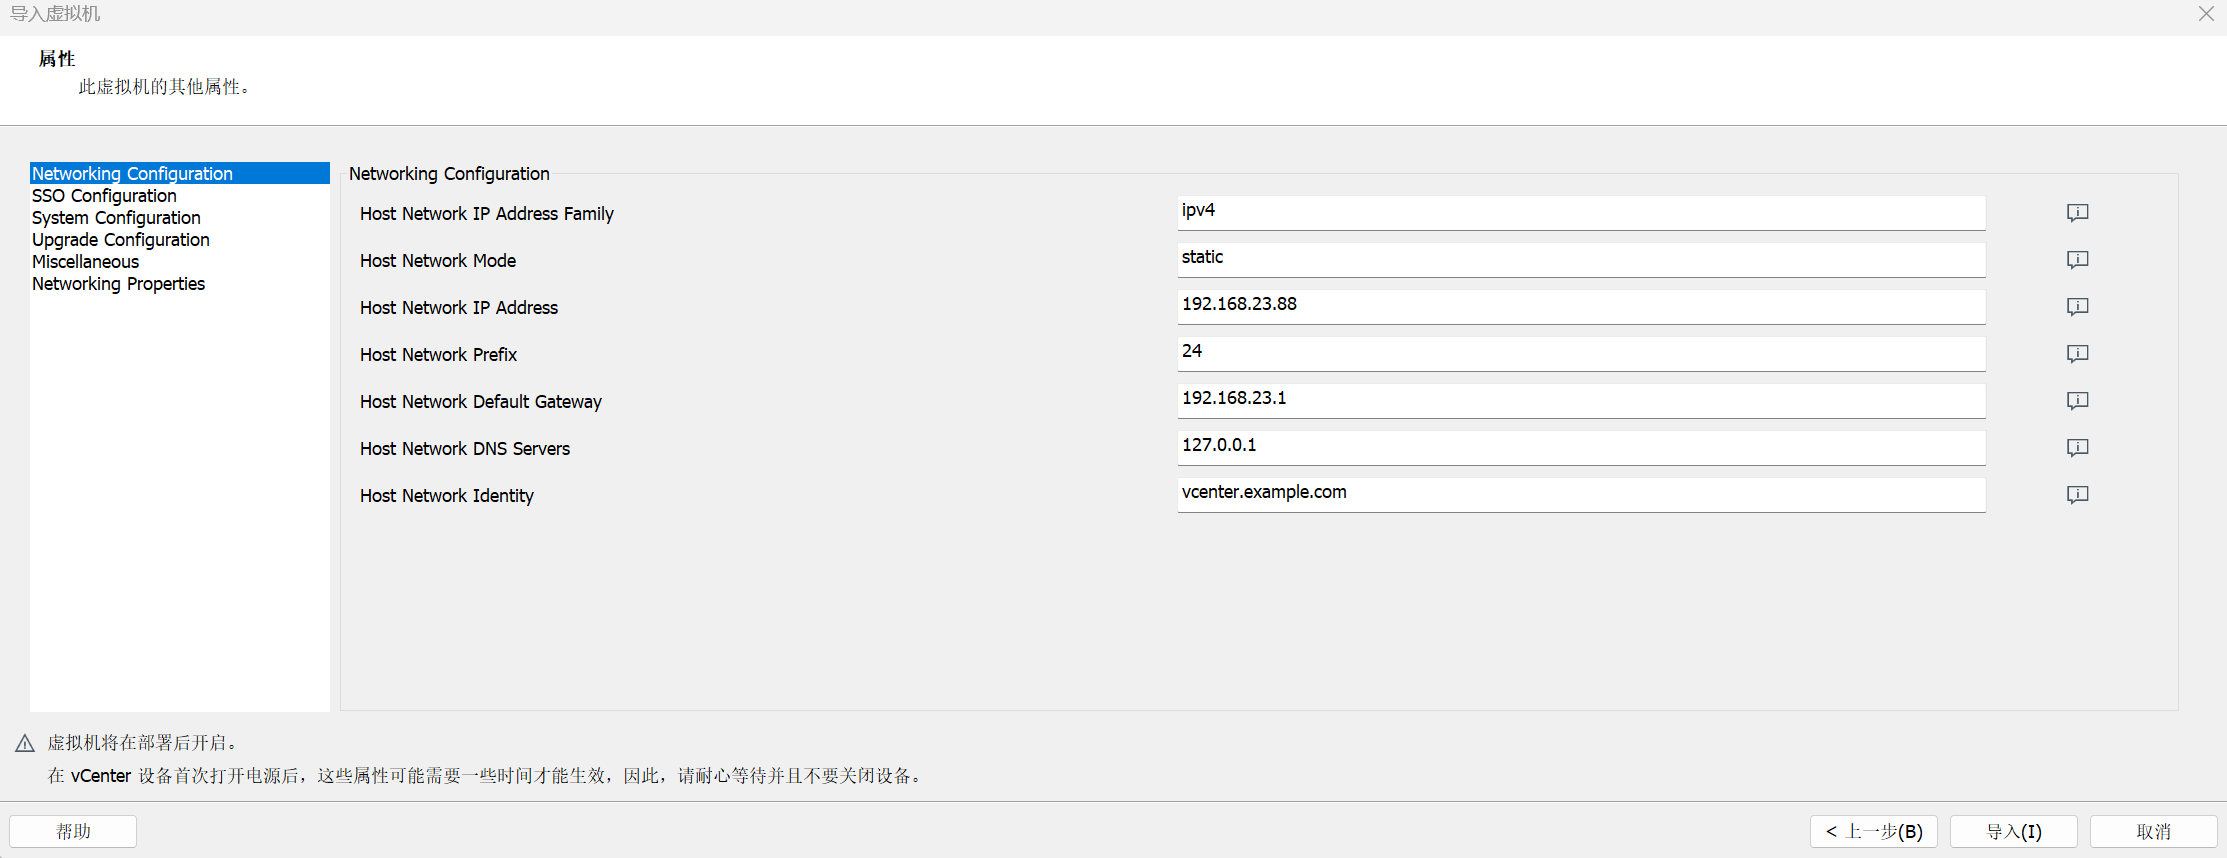 导入虚拟机
属性
此虚拟机的其他属性。
Networking Configuration
SSO Configuration
System Configuration
Upgrade Configuration
Miscellaneous
Networking Properties
Networking Configuration
Host Network IP Address Family ipv4
Host Network Mode static
Host Network IP Address 192.168.23.88
Host Network Prefix 24
Host Network Default Gateway 192.168.23.1
Host Network DNS Servers 127.0.0.1
Host Network Identity vcenter.example.com
虚拟机将在部署后开启。
在 vCenter 设备首次打开电源后，这些属性可能需要一些时间才能生效，因此，请耐心等待并且不要关闭设备。
帮助 < 上一步(B) 导入(I) 取消